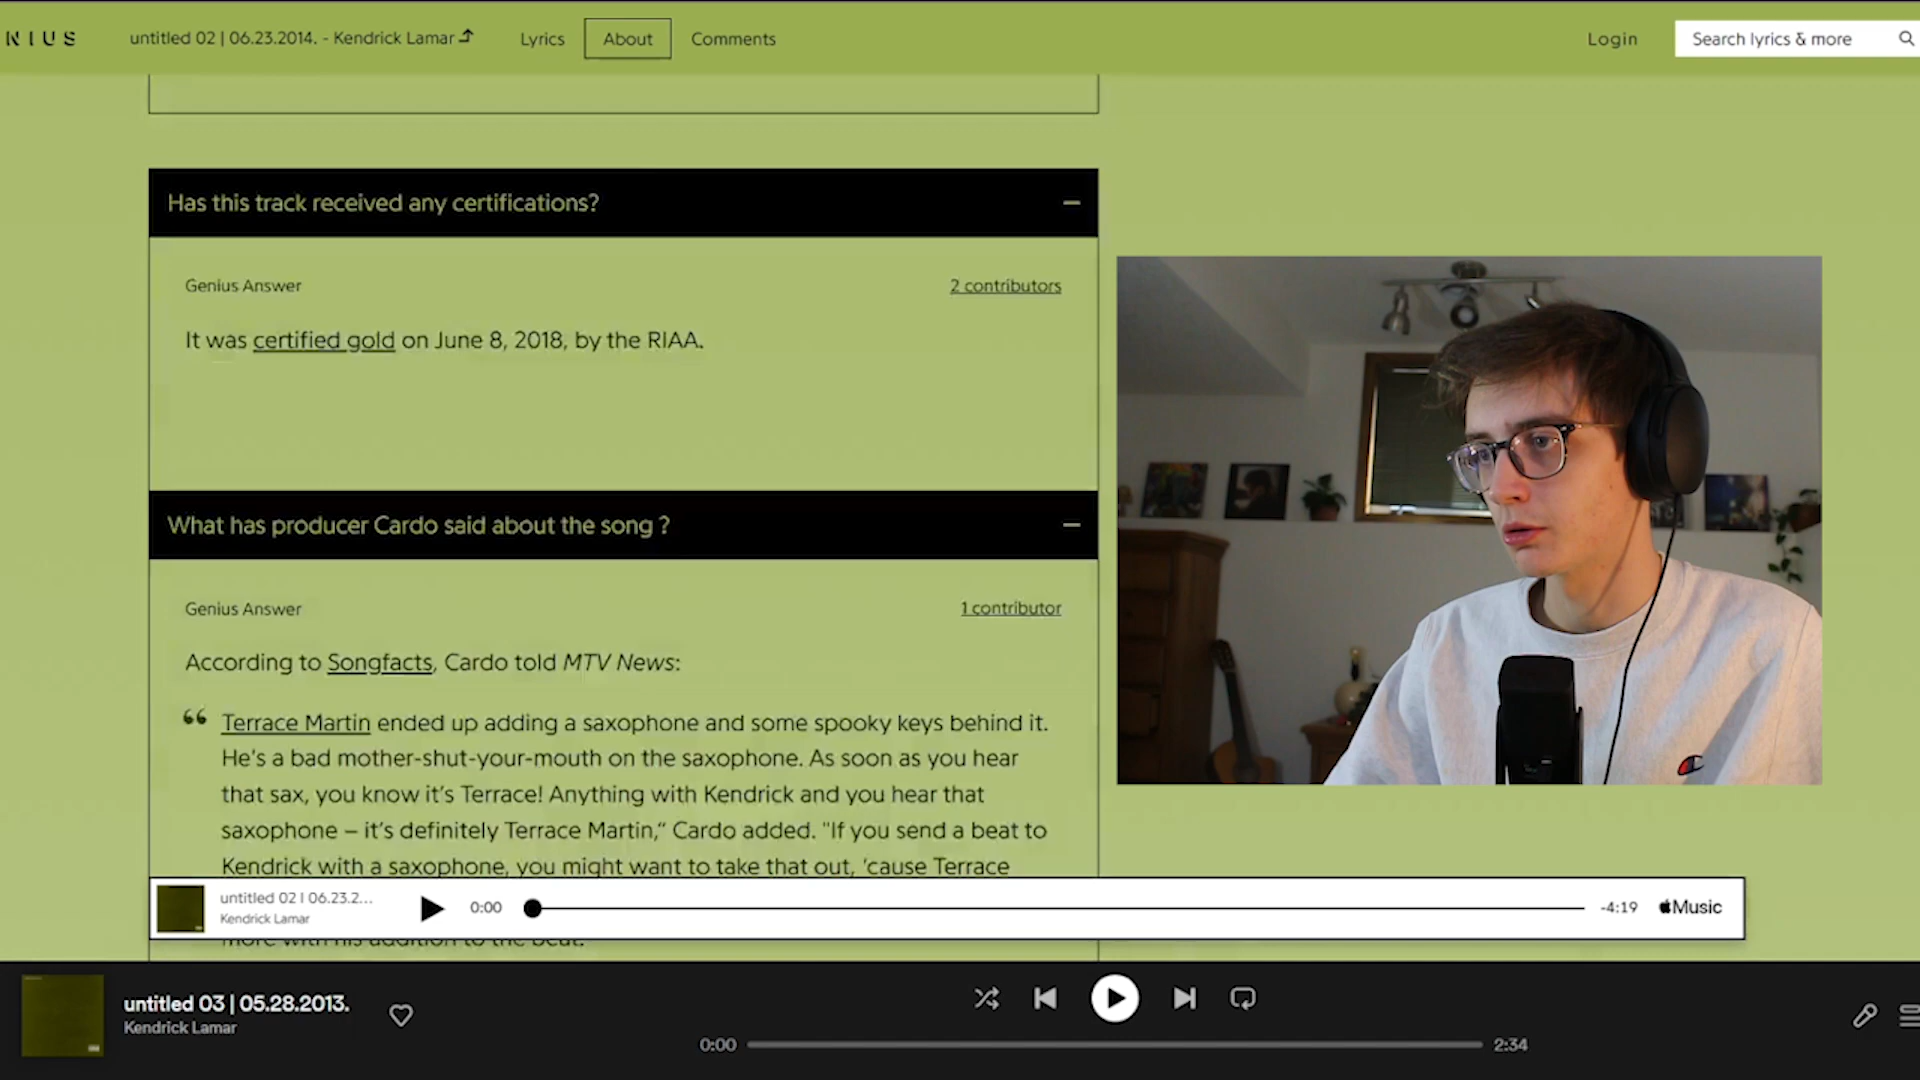 NIUS
untitled 02 | 06.23.2014. - Kendrick Lamar
Lyrics
About
Comments
Login
Search lyrics & more
Has this track received any certifications?
Genius Answer
2 contributors
It was certified gold on June 8, 2018, by the RIAA.
What has producer Cardo said about the song ?
Genius Answer
1 contributor
According to Songfacts, Cardo told MTV News:
“ Terrace Martin ended up adding a saxophone and some spooky keys behind it.
He’s a bad mother-shut-your-mouth on the saxophone. As soon as you hear
that sax, you know it’s Terrace! Anything with Kendrick and you hear that
saxophone – it’s definitely Terrace Martin,“ Cardo added. "If you send a beat to
Kendrick with a saxophone, you might want to take that out, ’cause Terrace
untitled 02 | 06.23.2...
Kendrick Lamar
0:00
-4:19
Music
more with his addition to the beat.
untitled 03 | 05.28.2013.
Kendrick Lamar
0:00
2:34